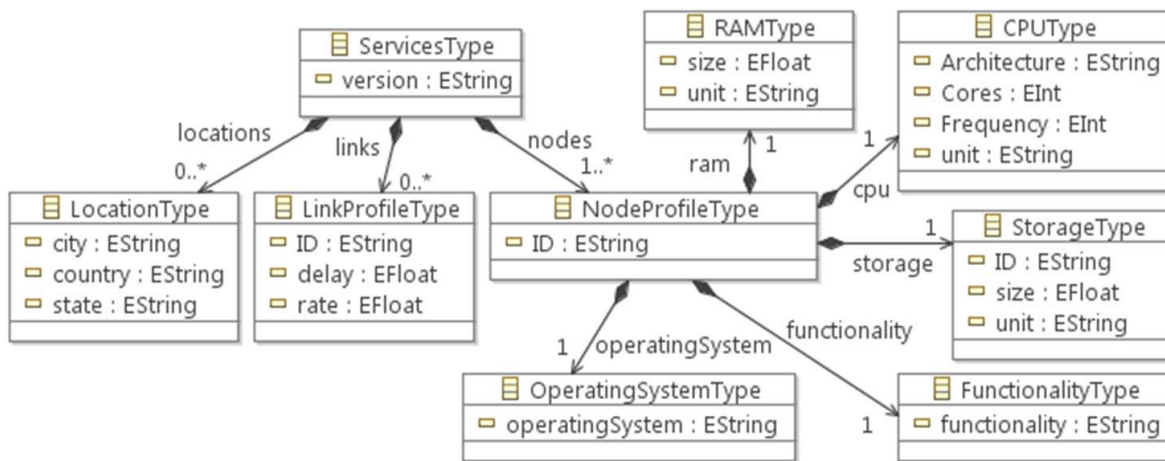 ServicesType
version : EString
locations
links
nodes
0..*
0..*
1..*
RAMType
size : EFloat
unit : EString
1
ram
CPUType
Architecture : EString
Cores : EInt
Frequency : EInt
unit : EString
1
cpu
LocationType
city : EString
country : EString
state : EString
LinkProfileType
ID : EString
delay : EFloat
rate : EFloat
NodeProfileType
ID : EString
1
storage
StorageType
ID : EString
size : EFloat
unit : EString
1
operatingSystem
functionality
1
OperatingSystemType
operatingSystem : EString
FunctionalityType
functionality : EString